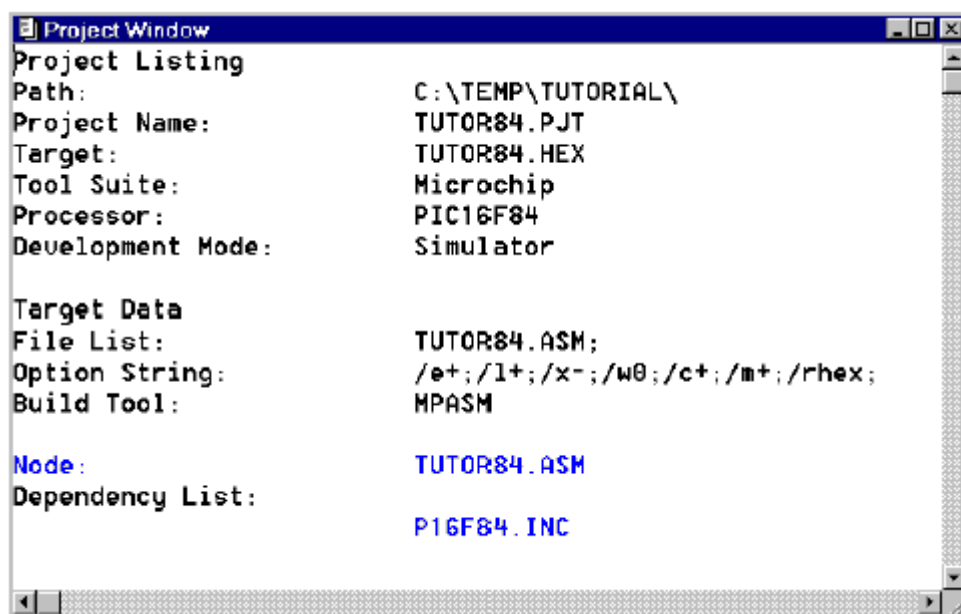 Project Window
Project Listing
Path: C:\TEMP\TUTORIAL\
Project Name: TUTOR84.PJT
Target: TUTOR84.HEX
Tool Suite: Microchip
Processor: PIC16F84
Development Mode: Simulator
Target Data
File List: TUTOR84.ASM;
Option String: /e+;/l+;/x-;/w0;/c+;/m+;/rhex;
Build Tool: MPASM
Node: TUTOR84.ASM
Dependency List:
P16F84.INC